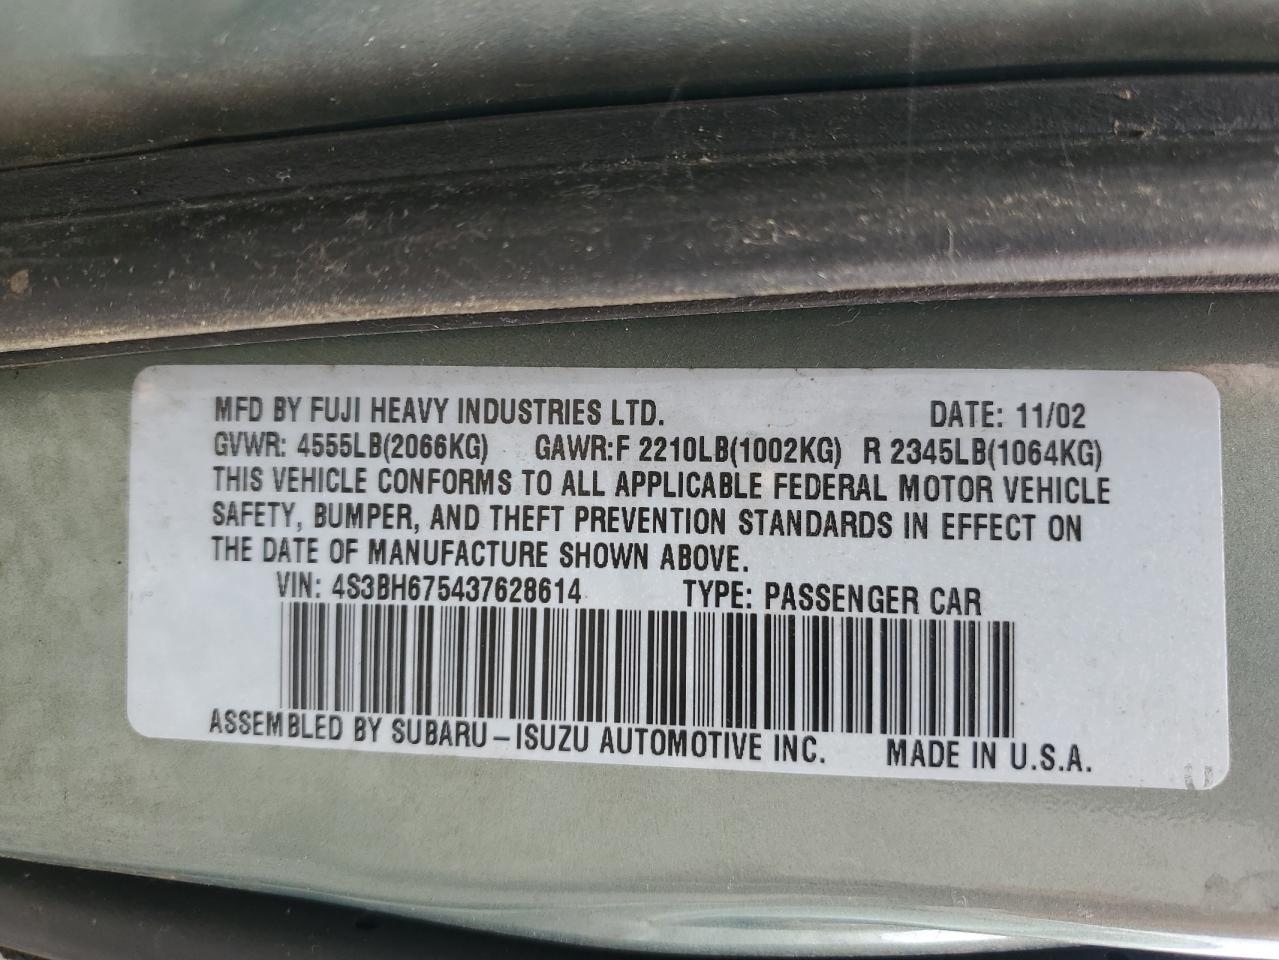 MFD BY FUJI HEAVY INDUSTRIES LTD. DATE: 11/02
GVWR: 4555LB(2066KG) GAWR:F 2210LB(1002KG) R 2345LB(1064KG)
THIS VEHICLE CONFORMS TO ALL APPLICABLE FEDERAL MOTOR VEHICLE
SAFETY, BUMPER, AND THEFT PREVENTION STANDARDS IN EFFECT ON
THE DATE OF MANUFACTURE SHOWN ABOVE.
VIN: 4S3BH675437628614 TYPE: PASSENGER CAR
ASSEMBLED BY SUBARU-ISUZU AUTOMOTIVE INC. MADE IN U.S.A.